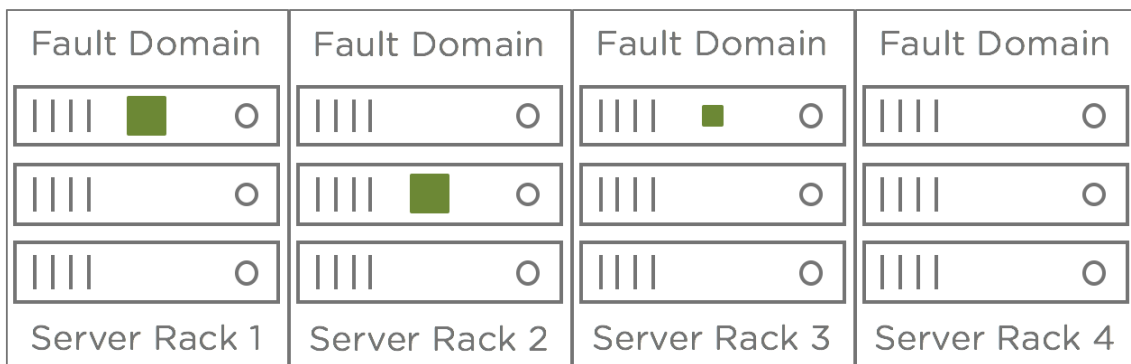 Fault Domain
Fault Domain
Fault Domain
Fault Domain
Server Rack 1
Server Rack 2
Server Rack 3
Server Rack 4